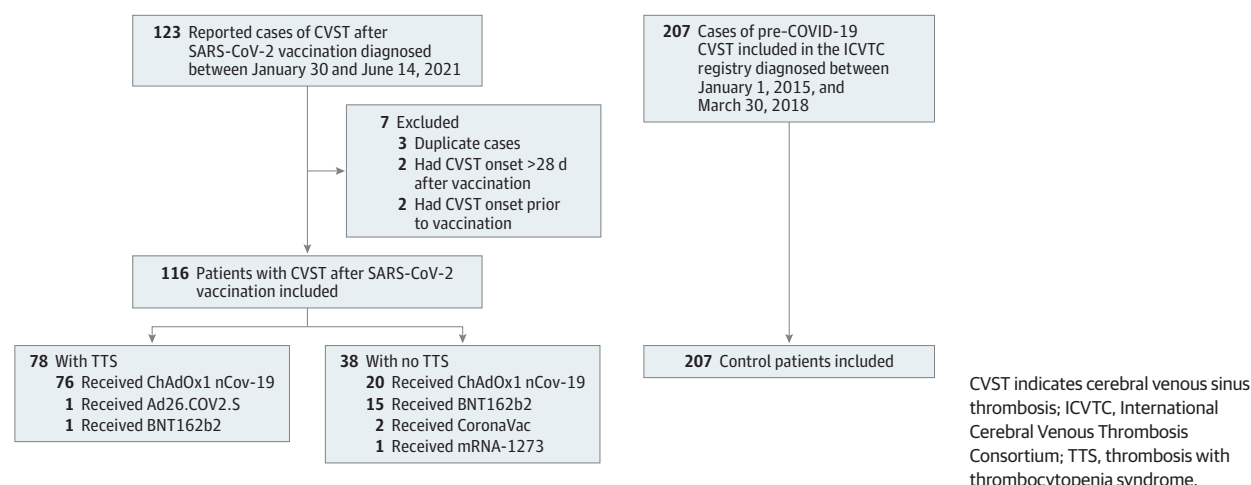 123 Reported cases of CVST after
SARS-CoV-2 vaccination diagnosed
between January 30 and June 14, 2021
7 Excluded
3 Duplicate cases
2 Had CVST onset >28 d
after vaccination
2 Had CVST onset prior
to vaccination
116 Patients with CVST after SARS-CoV-2
vaccination included
78 With TTS
76 Received ChAdOx1 nCov-19
1 Received Ad26.COV2.S
1 Received BNT162b2
38 With no TTS
20 Received ChAdOx1 nCov-19
15 Received BNT162b2
2 Received CoronaVac
1 Received mRNA-1273
207 Cases of pre-COVID-19
CVST included in the ICVTC
registry diagnosed between
January 1, 2015, and
March 30, 2018
207 Control patients included
CVST indicates cerebral venous sinus
thrombosis; ICVTC, International
Cerebral Venous Thrombosis
Consortium; TTS, thrombosis with
thrombocytopenia syndrome.